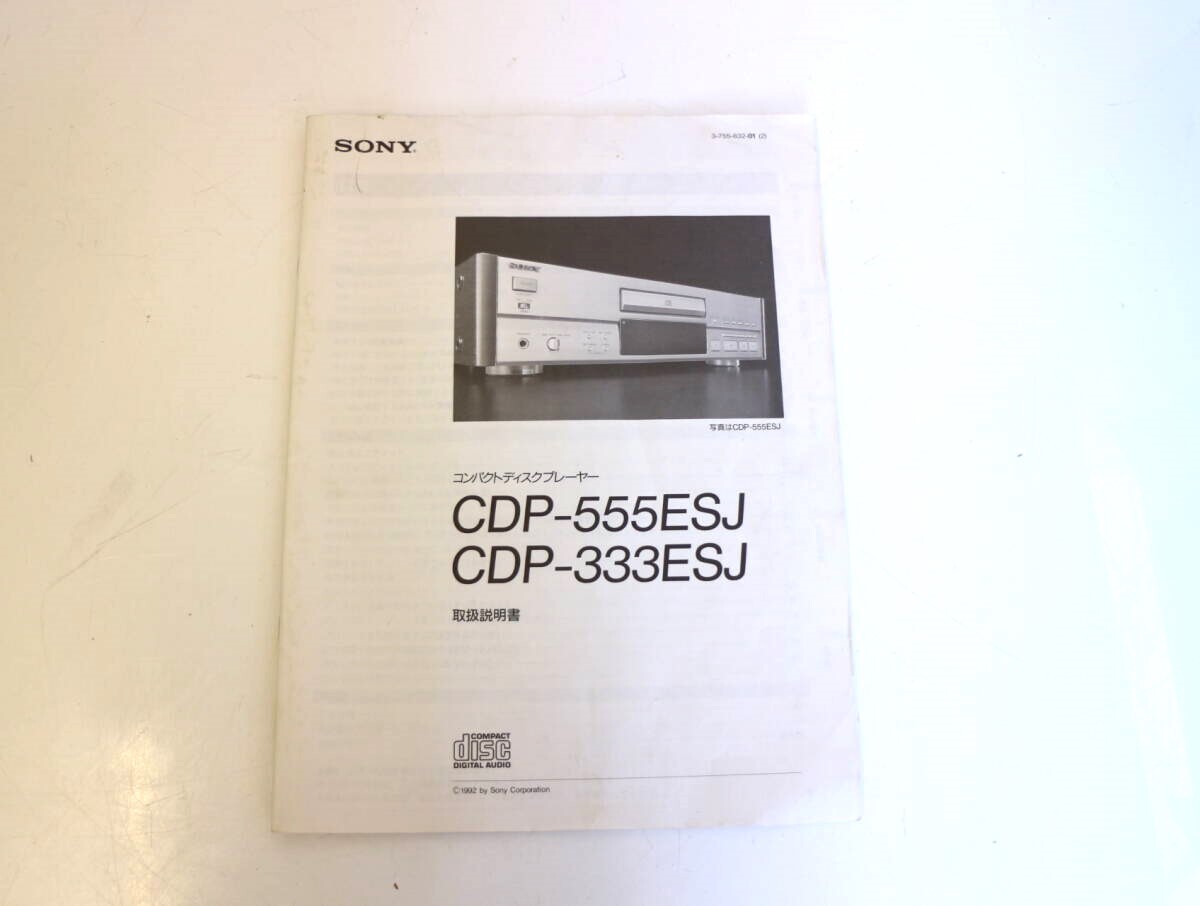 SONY
3-755-832-01 (2)
写真はCDP-555ESJ
コンパクトディスクプレーヤー
CDP-555ESJ
CDP-333ESJ
取扱説明書
COMPACT
disc
DIGITAL AUDIO
©1992 by Sony Corporation